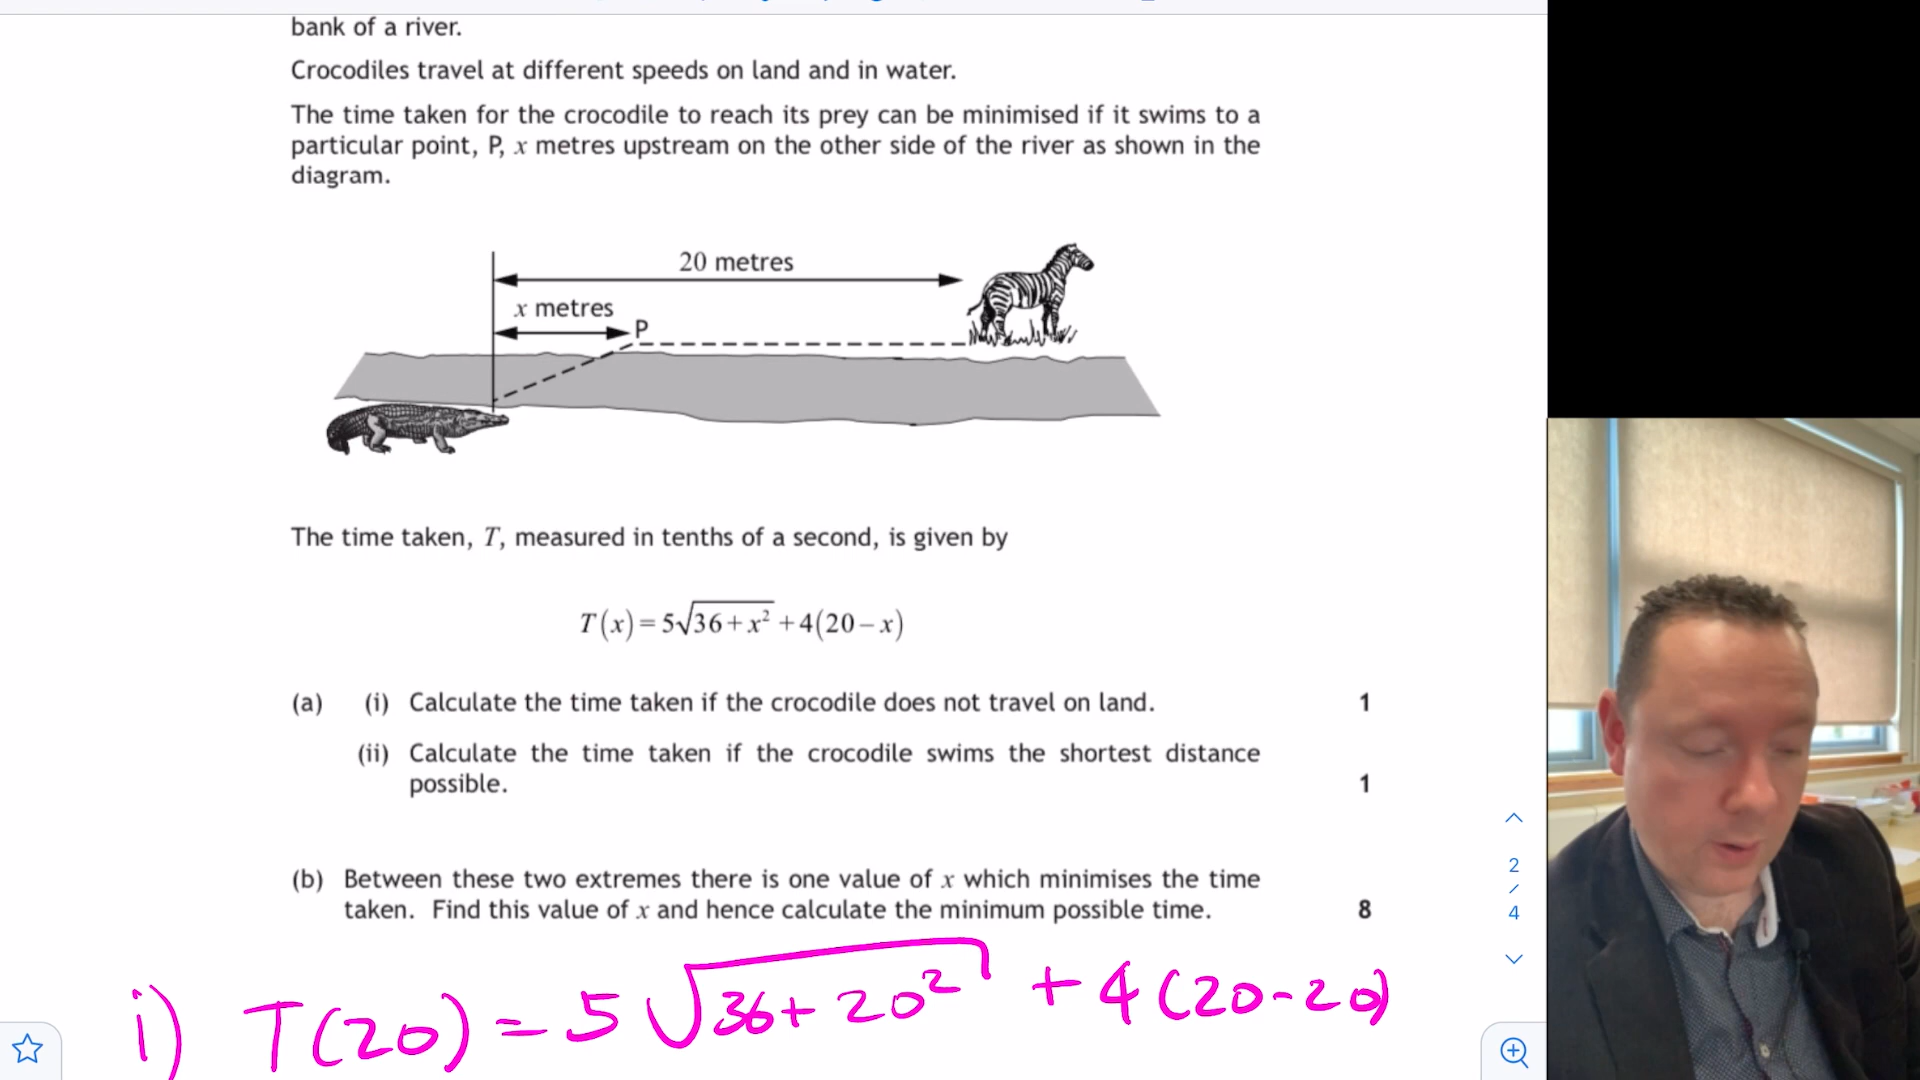 bank of a river.
Crocodiles travel at different speeds on land and in water.
The time taken for the crocodile to reach its prey can be minimised if it swims to a
particular point, P, x metres upstream on the other side of the river as shown in the
diagram.
20 metres
x metres
P
The time taken, T, measured in tenths of a second, is given by
T(x)=5√36+x² +4(20−x)
(a) (i) Calculate the time taken if the crocodile does not travel on land. 1
(ii) Calculate the time taken if the crocodile swims the shortest distance
possible. 1
(b) Between these two extremes there is one value of x which minimises the time
taken. Find this value of x and hence calculate the minimum possible time. 8
i) T(20) = 5√36+20² + 4(20-20)
2
/
4